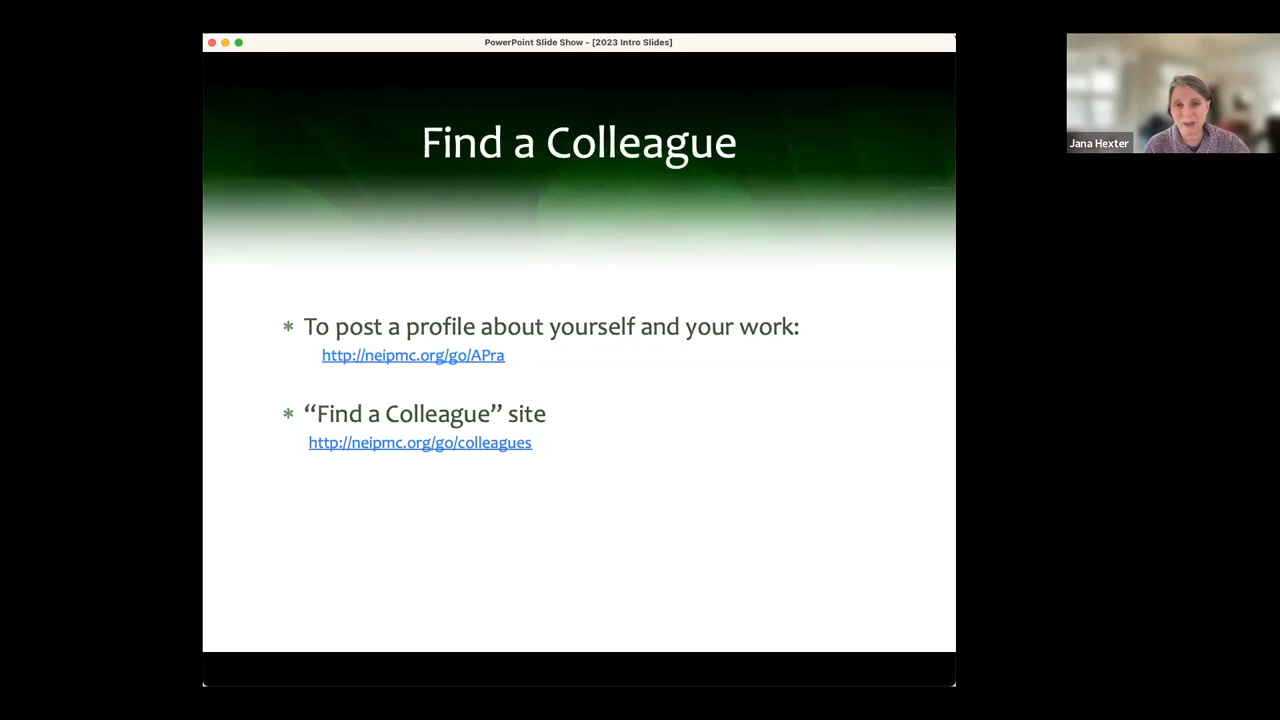 PowerPoint Slide Show - [2023 Intro Slides]
Find a Colleague
Jana Hexter
* To post a profile about yourself and your work:
http://neipmc.org/go/APra
* “Find a Colleague” site
http://neipmc.org/go/colleagues